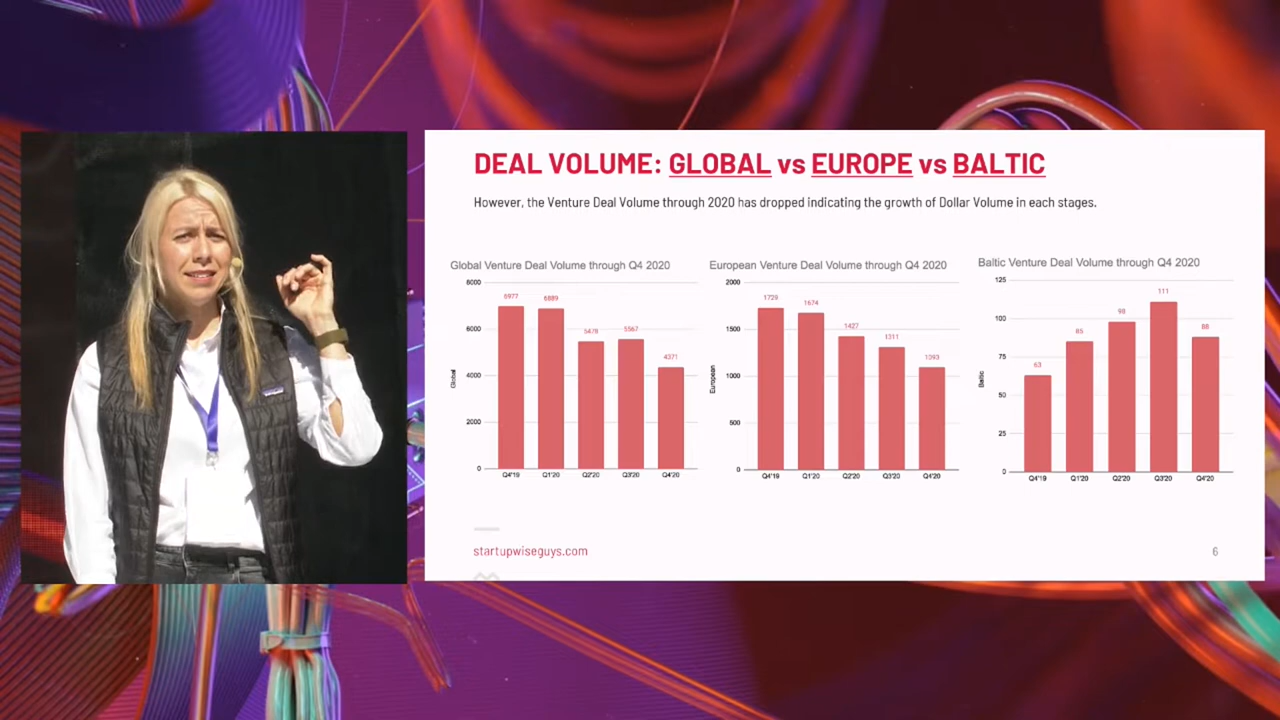 DEAL VOLUME: GLOBAL vs EUROPE vs BALTIC
However, the Venture Deal Volume through 2020 has dropped indicating the growth of Dollar Volume in each stages.
Global Venture Deal Volume through Q4 2020
8000
6000
4000
2000
0
Global
6977
6889
5479
5567
4371
Q4'19
Q1'20
Q2'20
Q3'20
Q4'20
European Venture Deal Volume through Q4 2020
2000
1500
1000
500
0
European
1729
1674
1427
1311
1093
Q4'19
Q1'20
Q2'20
Q3'20
Q4'20
Baltic Venture Deal Volume through Q4 2020
125
100
75
50
25
0
Baltic
63
85
98
111
88
Q4'19
Q1'20
Q2'20
Q3'20
Q4'20
startupwiseguys.com
6
patagonia